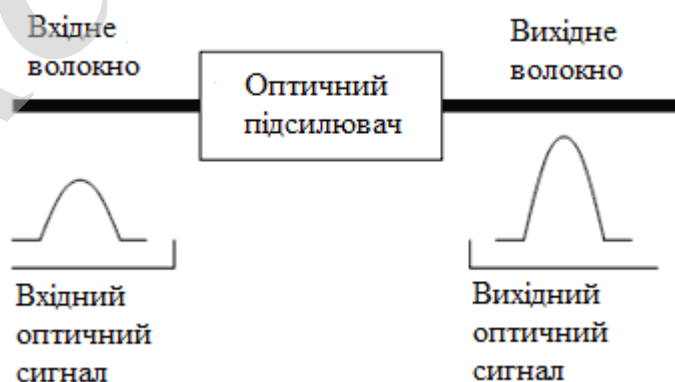 Вхідне
волокно
Оптичний
підсилювач
Вихідне
волокно
Вхідний
оптичний
сигнал
Вихідний
оптичний
сигнал